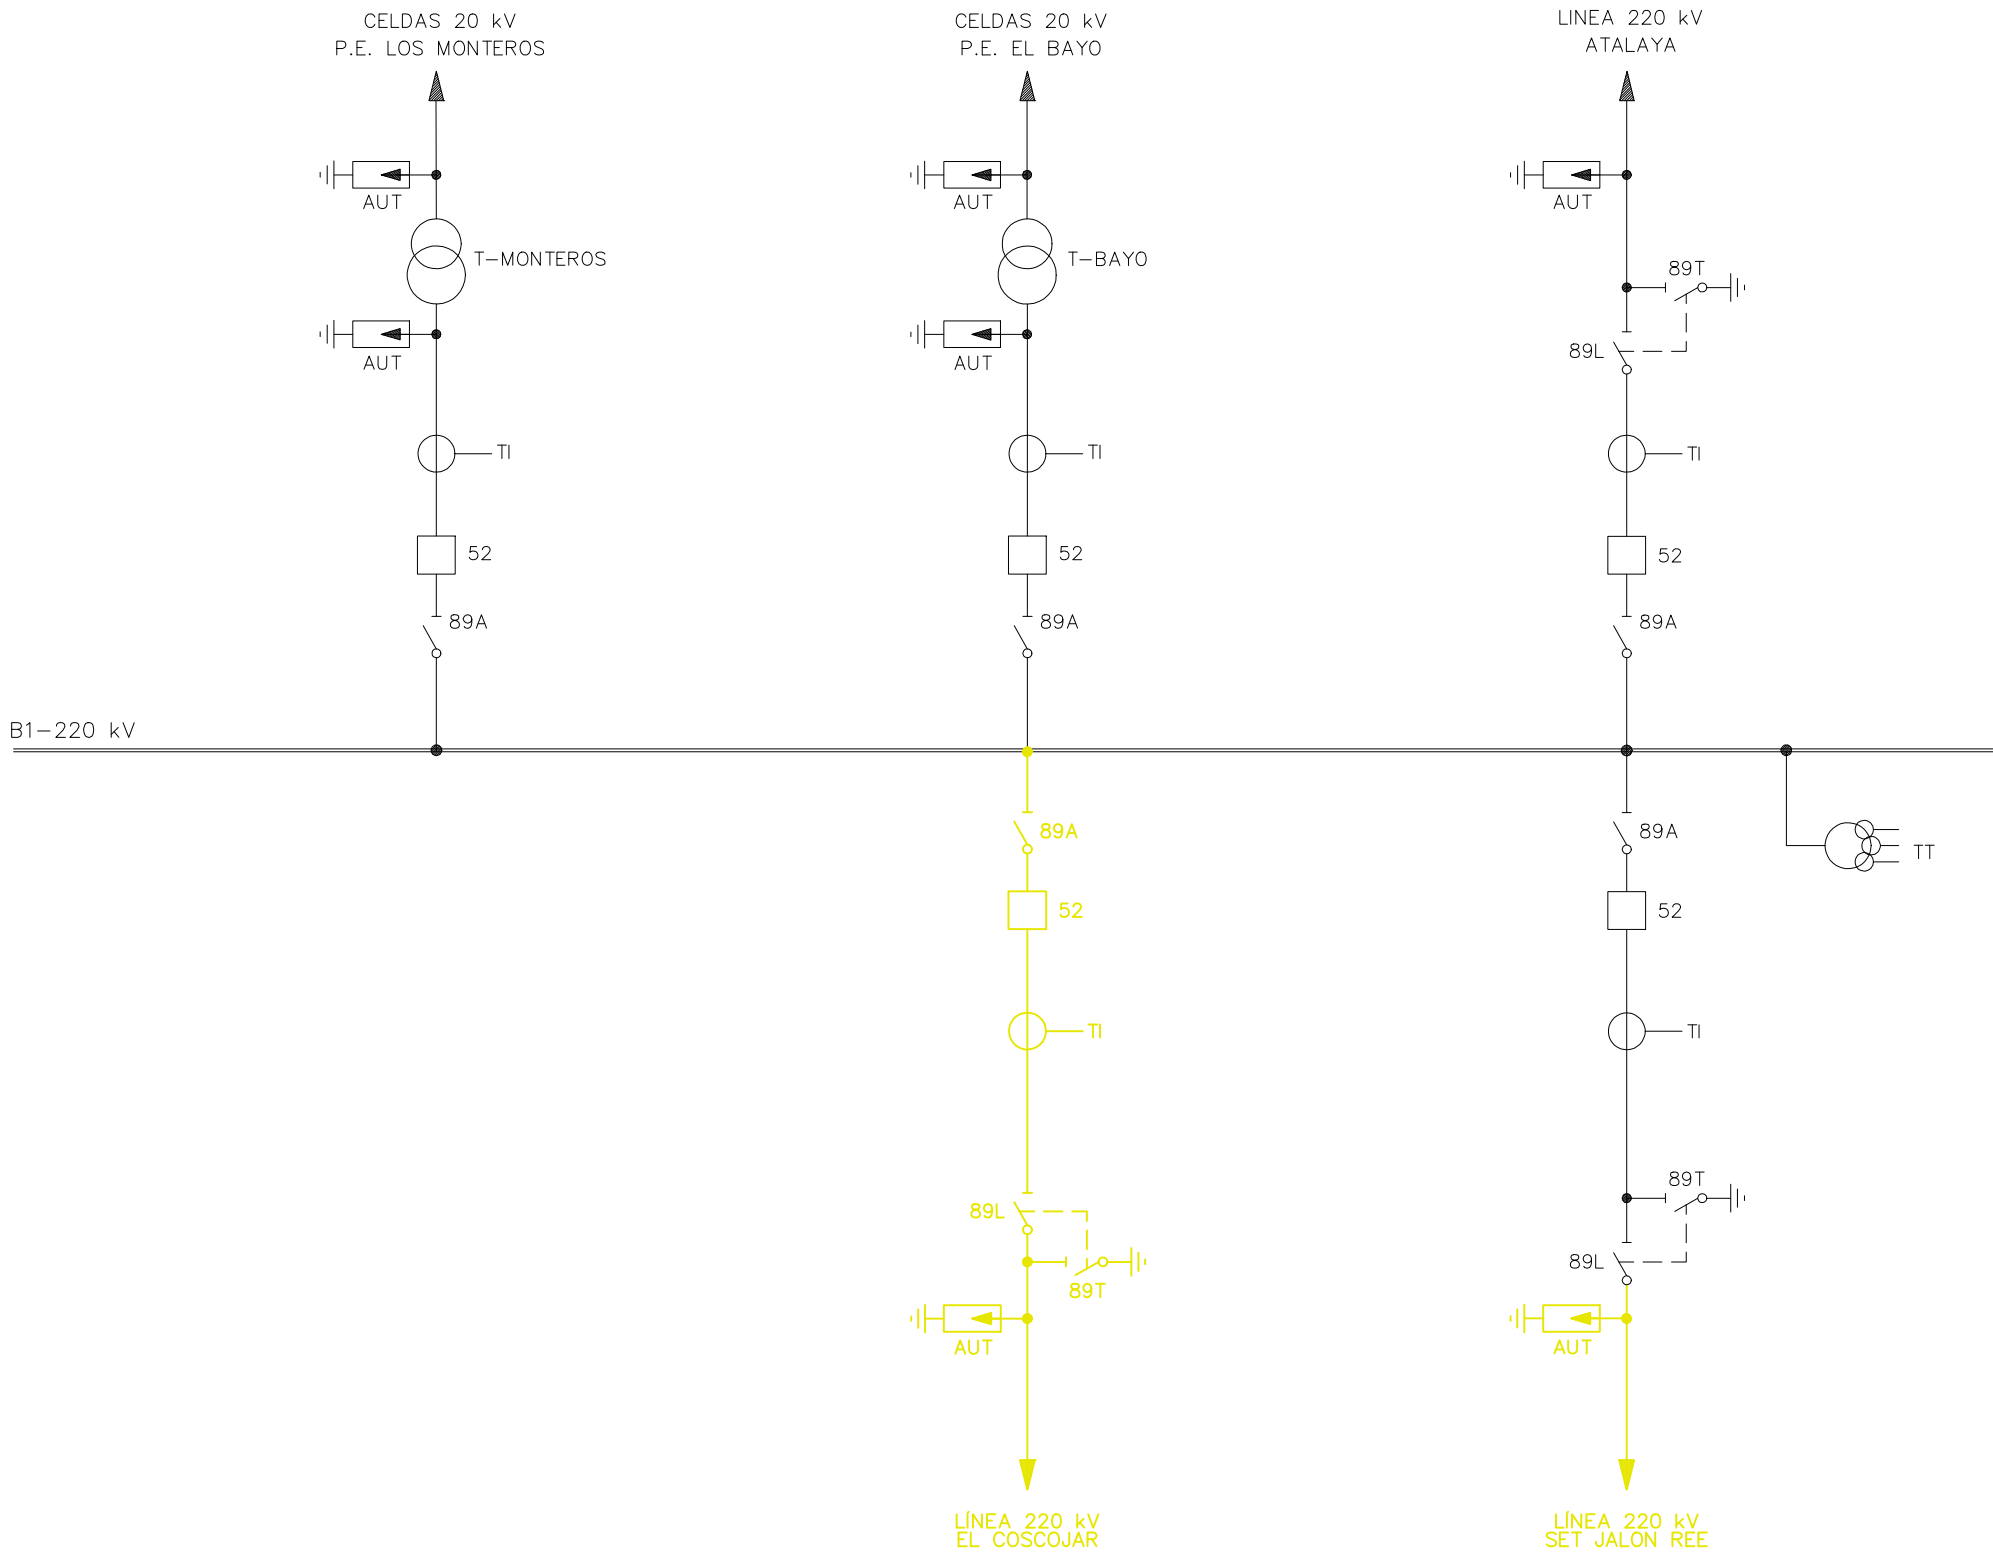 CELDAS 20 kV
P.E. LOS MONTEROS
CELDAS 20 kV
P.E. EL BAYO
LINEA 220 kV
ATALAYA
AUT
AUT
AUT
T-MONTEROS
T-BAYO
89T
AUT
AUT
89L
TI
TI
TI
52
52
52
89A
89A
89A
B1-220 kV
89A
89A
TT
52
52
TI
TI
89T
89L
89L
89T
AUT
AUT
LÍNEA 220 kV
EL COSCOJAR
LÍNEA 220 kV
SET JALON REE